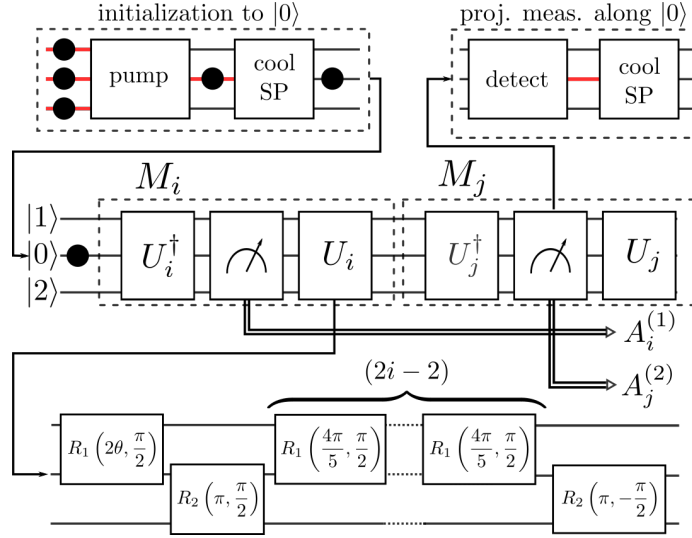 initialization to |0⟩
proj. meas. along |0⟩
pump
cool
SP
detect
cool
SP
M_i
M_j
|1⟩
|0⟩
|2⟩
U_i^†
U_i
U_j^†
U_j
A_i^{(1)}
A_j^{(2)}
(2i − 2)
R_1 (2θ, π/2)
R_2 (π, π/2)
R_1 (4π/5, π/2)
R_1 (4π/5, π/2)
R_2 (π, −π/2)